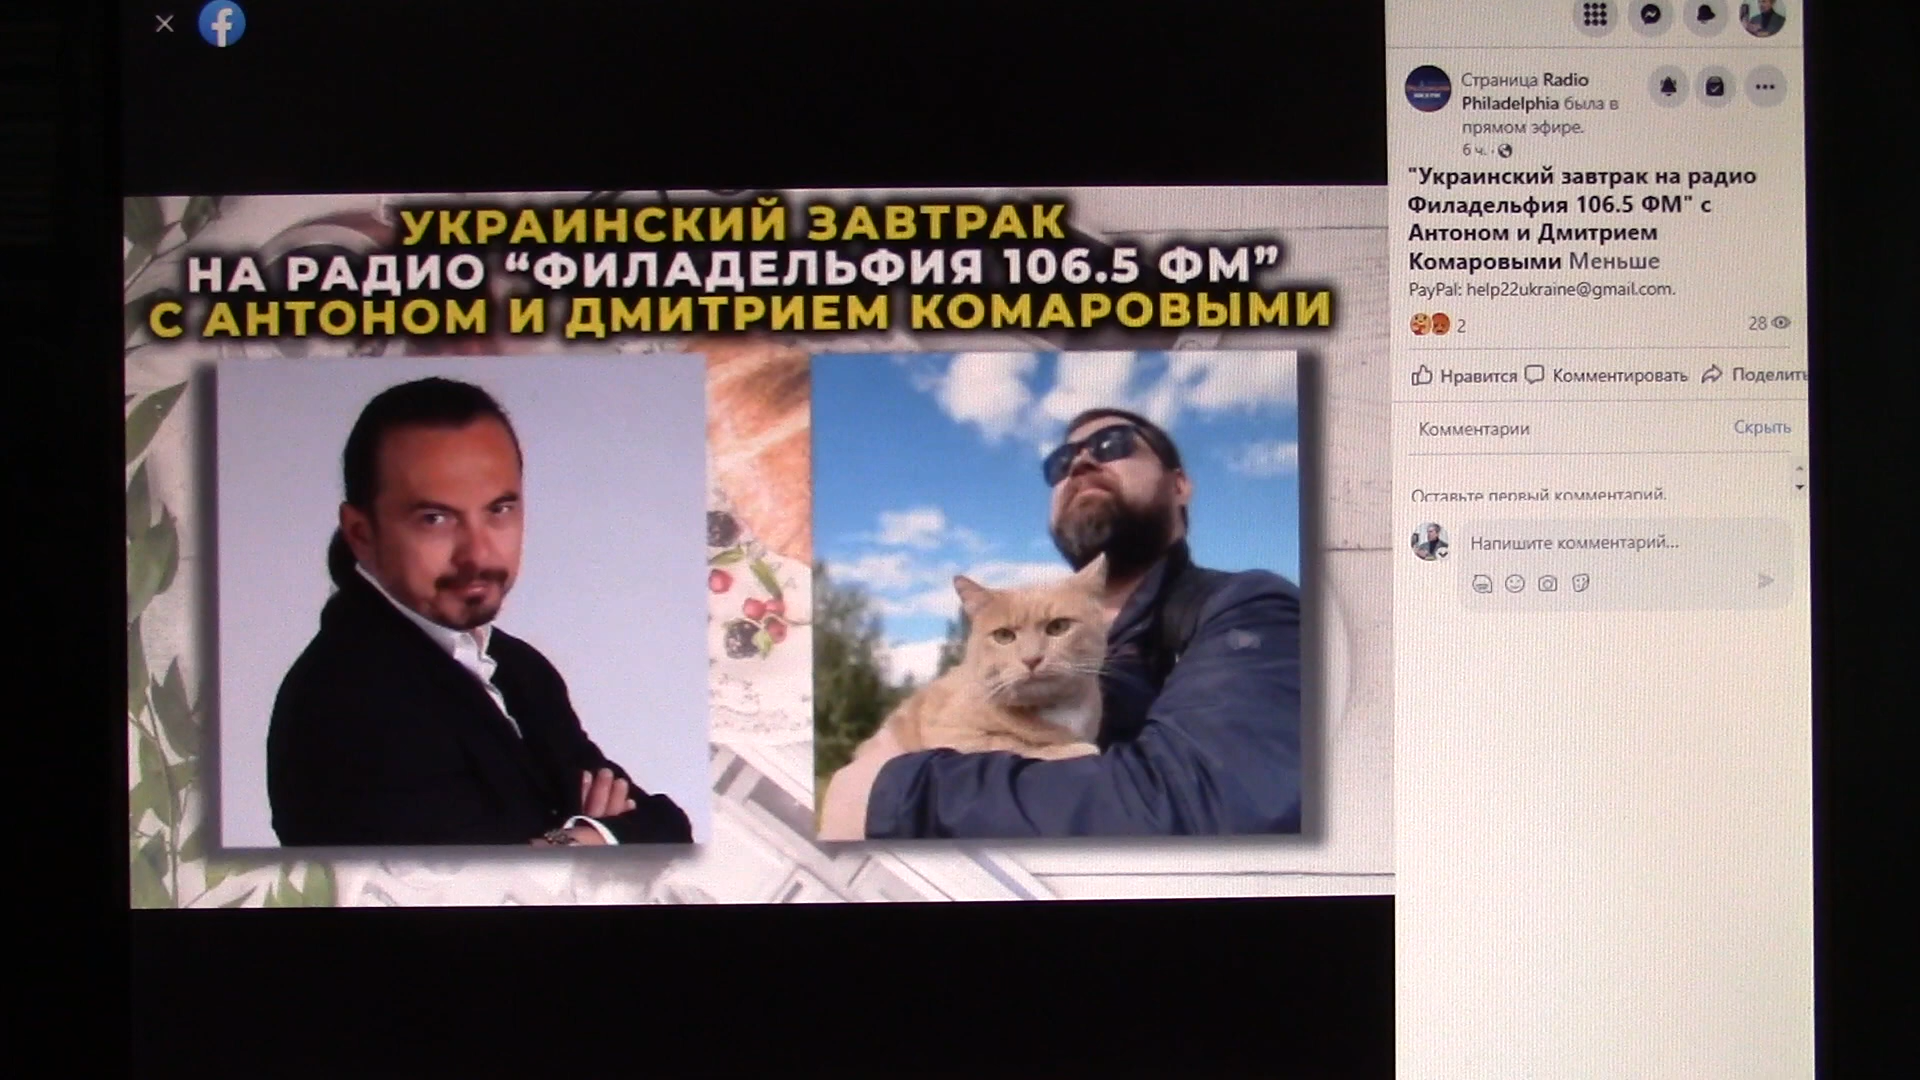 УКРАИНСКИЙ ЗАВТРАК
НА РАДИО “ФИЛАДЕЛЬФИЯ 106.5 ФМ”
С АНТОНОМ И ДМИТРИЕМ КОМАРОВЫМИ
Страница Radio
Philadelphia была в
прямом эфире.
6 ч. ·
"Украинский завтрак на радио
Филадельфия 106.5 ФМ" с
Антоном и Дмитрием
Комаровыми Меньше
PayPal: help22ukraine@gmail.com.
2 28
Нравится Комментировать Поделить
Комментарии Скрыть
Оставьте первый комментарий.
Напишите комментарий...